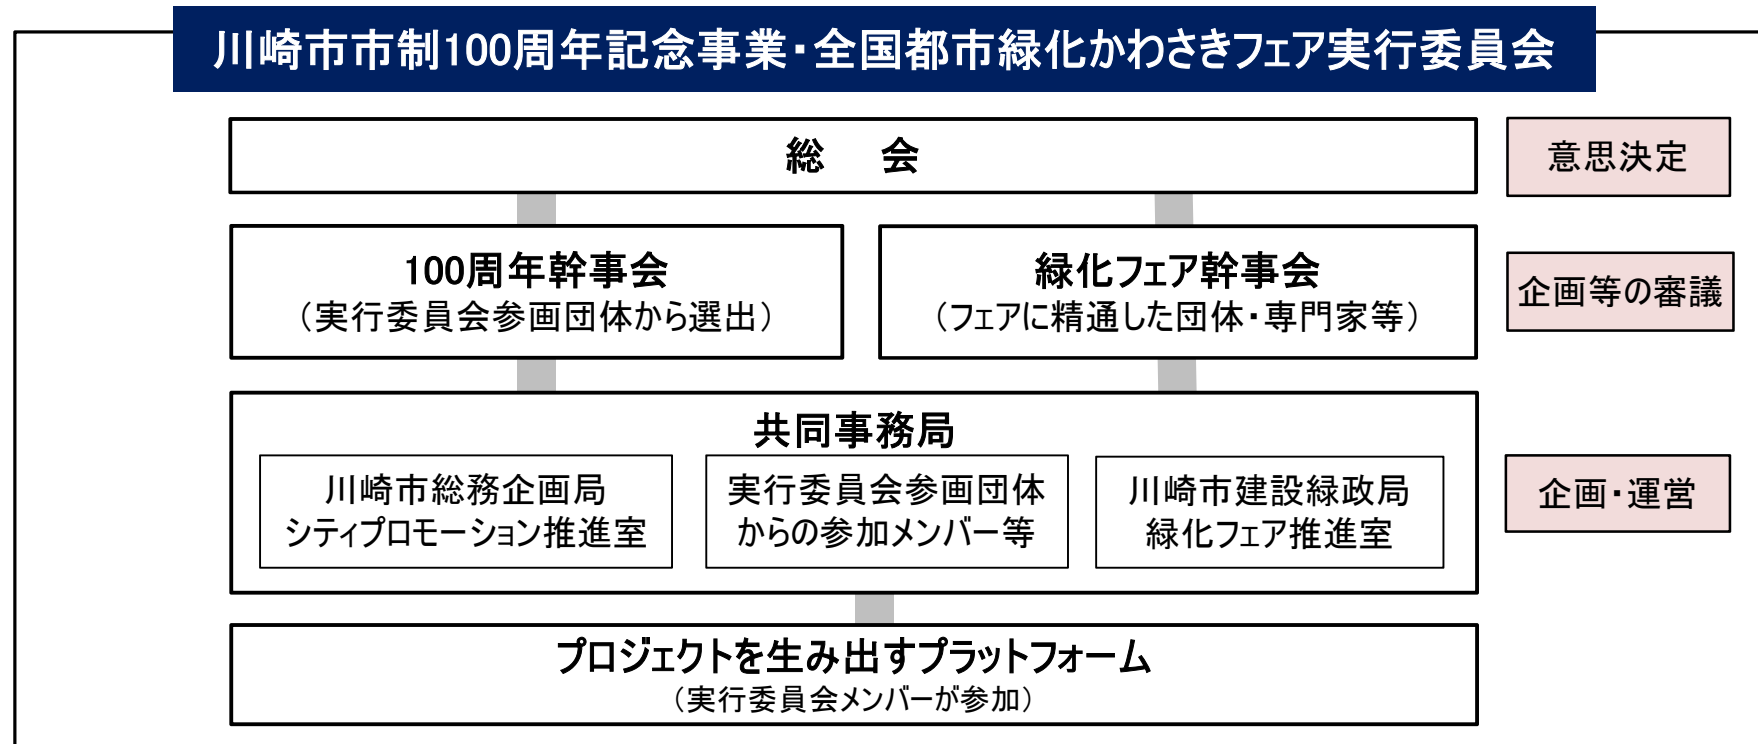 川崎市市制100周年記念事業・全国都市緑化かわさきフェア実行委員会
総　会
意思決定
100周年幹事会
（実行委員会参画団体から選出）
緑化フェア幹事会
（フェアに精通した団体・専門家等）
企画等の審議
共同事務局
川崎市総務企画局
シティプロモーション推進室
実行委員会参画団体
からの参加メンバー等
川崎市建設緑政局
緑化フェア推進室
企画・運営
プロジェクトを生み出すプラットフォーム
（実行委員会メンバーが参加）